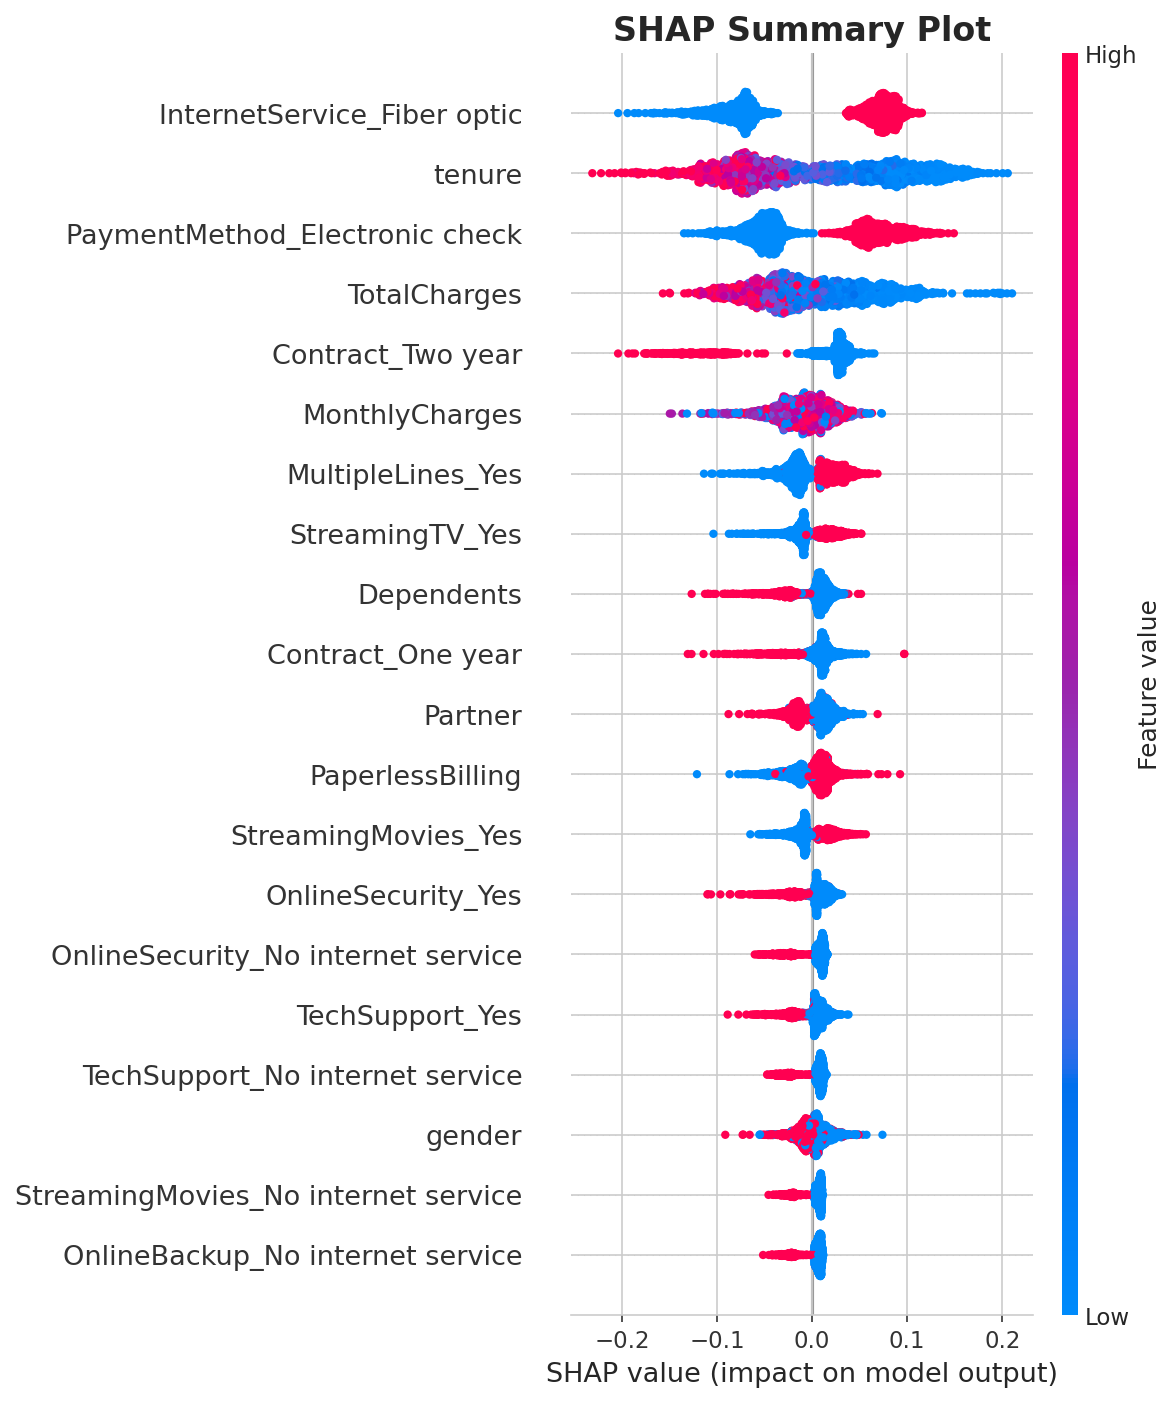 SHAP Summary Plot
High
InternetService_Fiber optic
tenure
PaymentMethod_Electronic check
TotalCharges
Contract_Two year
MonthlyCharges
MultipleLines_Yes
StreamingTV_Yes
Dependents
Contract_One year
Partner
PaperlessBilling
StreamingMovies_Yes
OnlineSecurity_Yes
OnlineSecurity_No internet service
TechSupport_Yes
TechSupport_No internet service
gender
StreamingMovies_No internet service
OnlineBackup_No internet service
Feature value
Low
−0.2 −0.1 0.0 0.1 0.2
SHAP value (impact on model output)